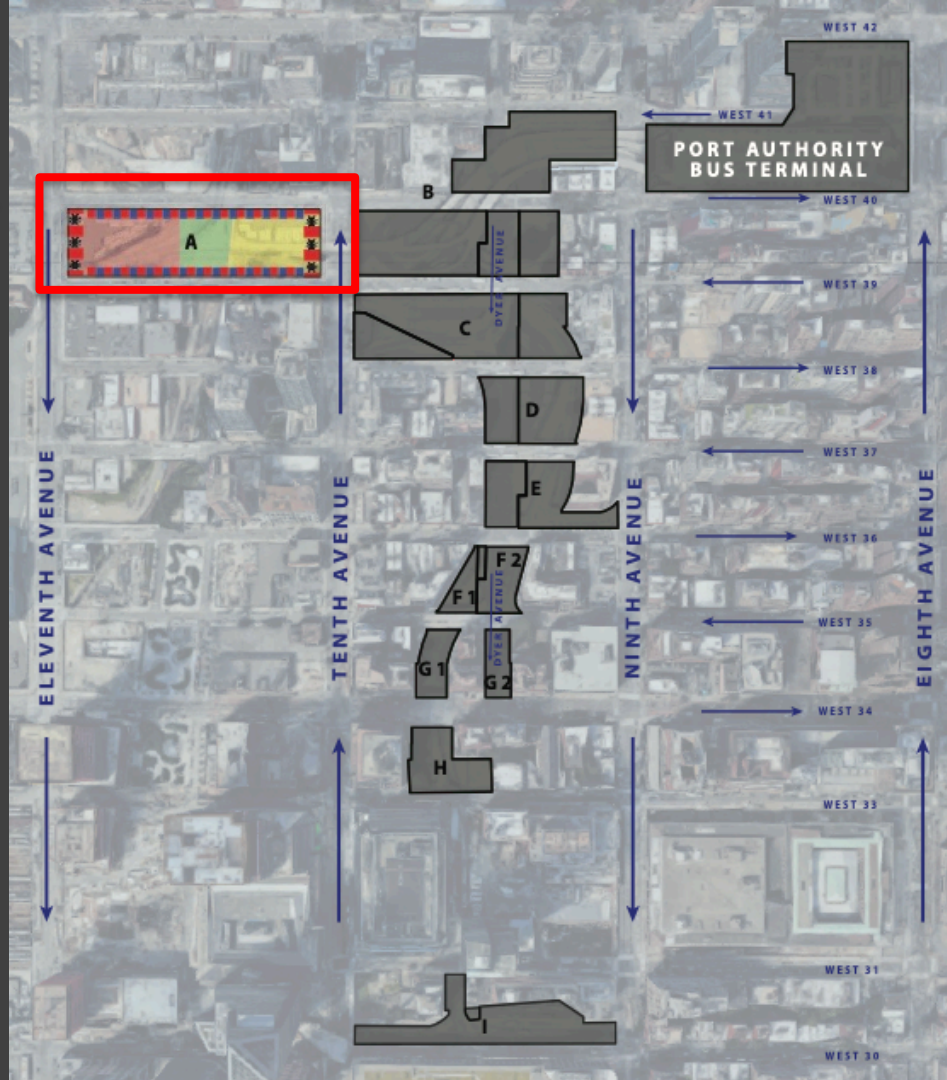 WEST 42
WEST 41
PORT AUTHORITY
BUS TERMINAL
B
WEST 40
A
DYER AVENUE
WEST 39
C
WEST 38
D
WEST 37
ELEVENTH AVENUE
TENTH AVENUE
E
NINTH AVENUE
EIGHTH AVENUE
WEST 36
F 2
F 1
DYER AVENUE
WEST 35
G 1
G 2
WEST 34
H
WEST 33
WEST 31
I
WEST 30